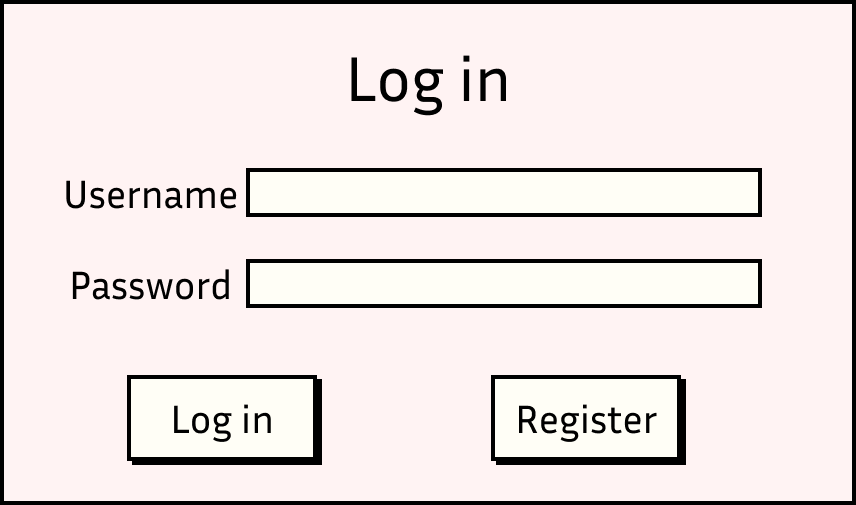 Log in
Username
Password
Log in
Register